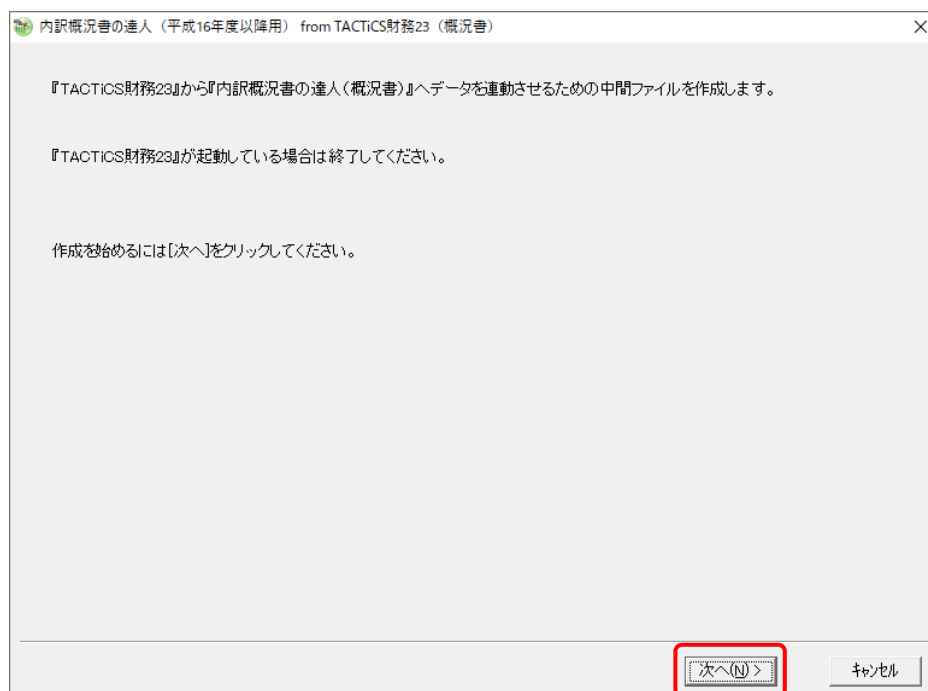 内訳概況書の達人（平成16年度以降用） from TACTiCS財務23（概況書）
『TACTiCS財務23』から『内訳概況書の達人（概況書）』へデータを連動させるための中間ファイルを作成します。
『TACTiCS財務23』が起動している場合は終了してください。
作成を始めるには[次へ]をクリックしてください。
次へ(N) >
ｷｬﾝｾﾙ